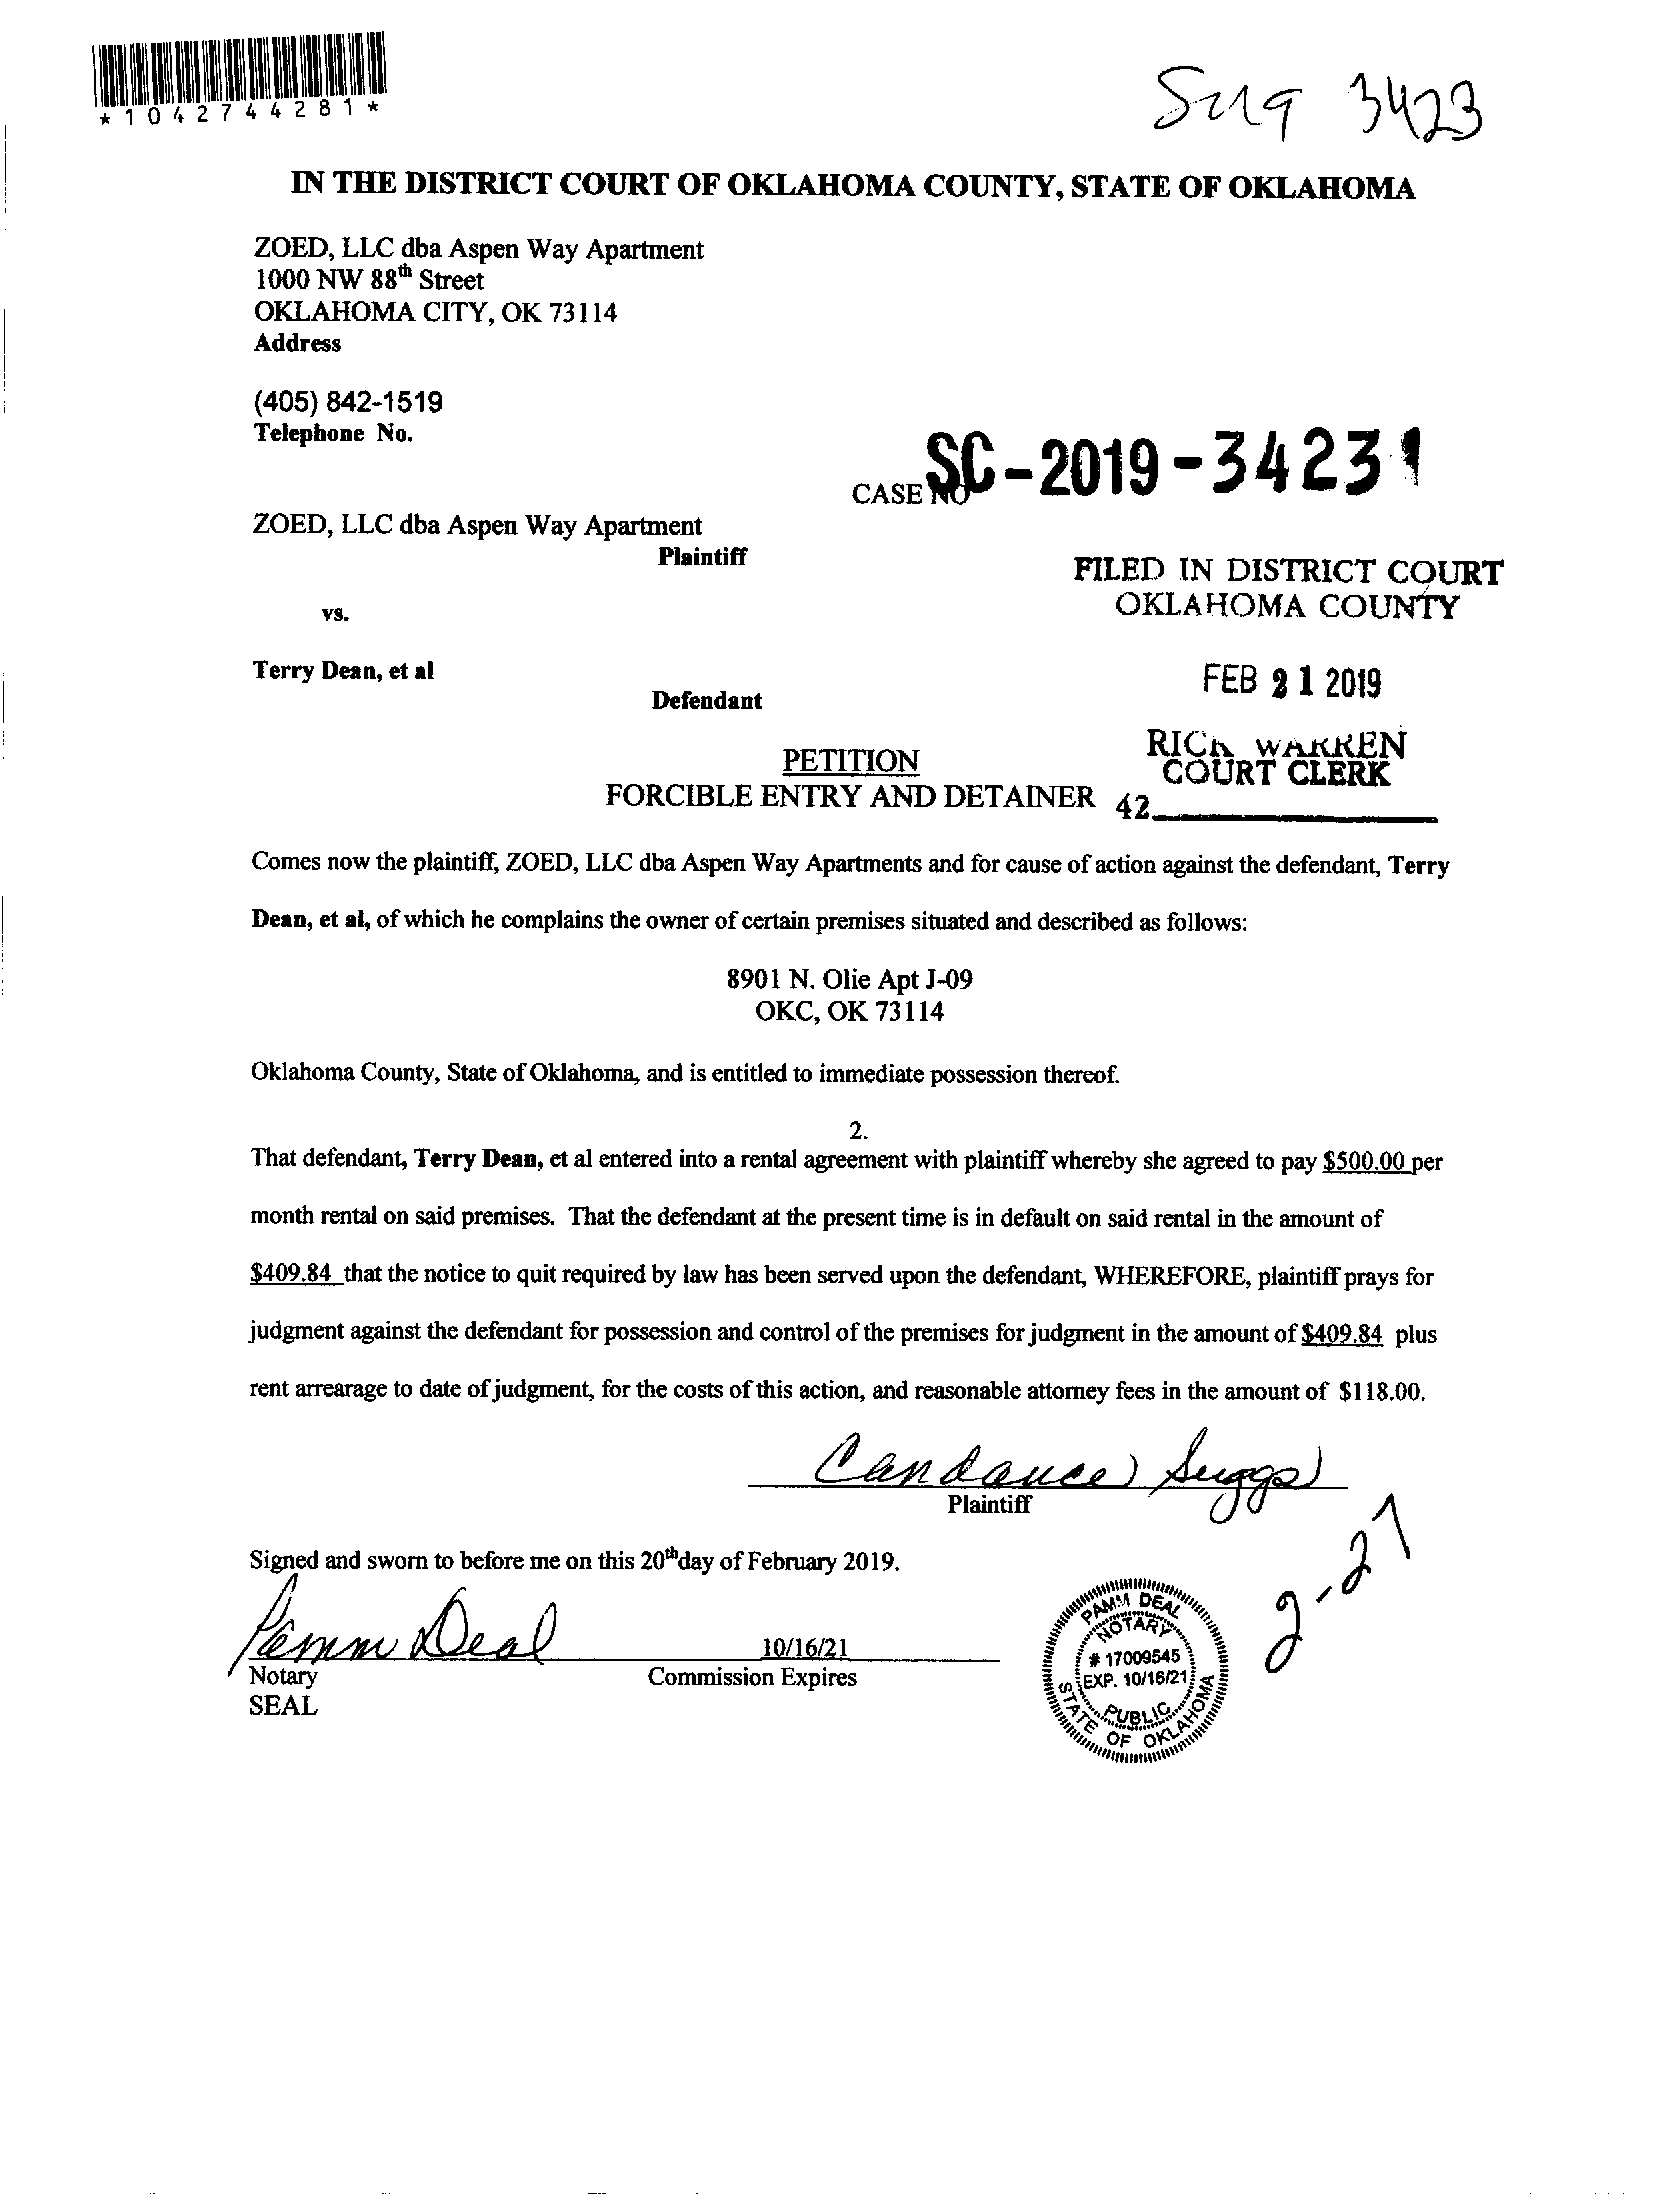 *1042744281*
3423
IN THE DISTRICT COURT OF OKLAHOMA COUNTY, STATE OF OKLAHOMA
ZOED, LLC dba Aspen Way Apartment
1000 NW 88th Street
OKLAHOMA CITY, OK 73114
Address
(405) 842-1519
Telephone No.
CASE NO SC-2019-3423
ZOED, LLC dba Aspen Way Apartment
Plaintiff
FILED IN DISTRICT COURT
OKLAHOMA COUNTY
vs.
Terry Dean, et al
FEB 21 2019
Defendant
RICK WARREN
COURT CLERK
PETITION
FORCIBLE ENTRY AND DETAINER
42
Comes now the plaintiff, ZOED, LLC dba Aspen Way Apartments and for cause of action against the defendant, Terry
Dean, et al, of which he complains the owner of certain premises situated and described as follows:
8901 N. Olie Apt J-09
OKC, OK 73114
Oklahoma County, State of Oklahoma, and is entitled to immediate possession thereof.
2.
That defendant, Terry Dean, et al entered into a rental agreement with plaintiff whereby she agreed to pay $500.00 per
month rental on said premises. That the defendant at the present time is in default on said rental in the amount of
$409.84 that the notice to quit required by law has been served upon the defendant, WHEREFORE, plaintiff prays for
judgment against the defendant for possession and control of the premises for judgment in the amount of $409.84 plus
rent arrearage to date of judgment, for the costs of this action, and reasonable attorney fees in the amount of $118.00.
Candance Suggs
Plaintiff
2-27
Signed and sworn to before me on this 20th day of February 2019.
Pamm Deal
10/16/21
Notary
Commission Expires
SEAL
PAMM DEAL
NOTARY
# 17009545
EXP. 10/16/21
PUBLIC
STATE OF OKLAHOMA